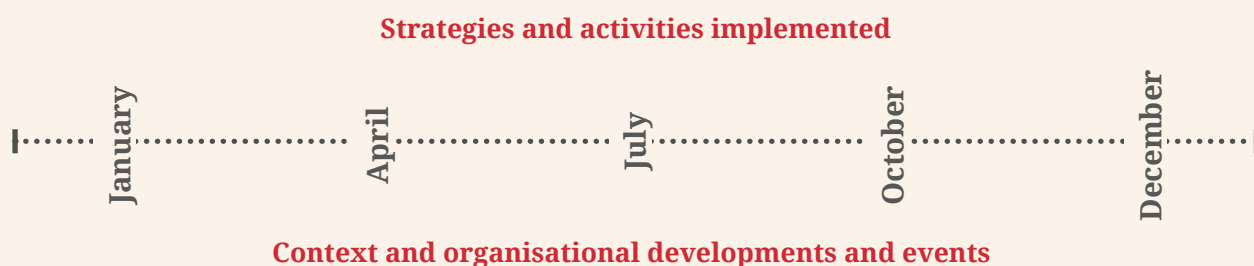 Strategies and activities implemented
January
April
July
October
December
Context and organisational developments and events